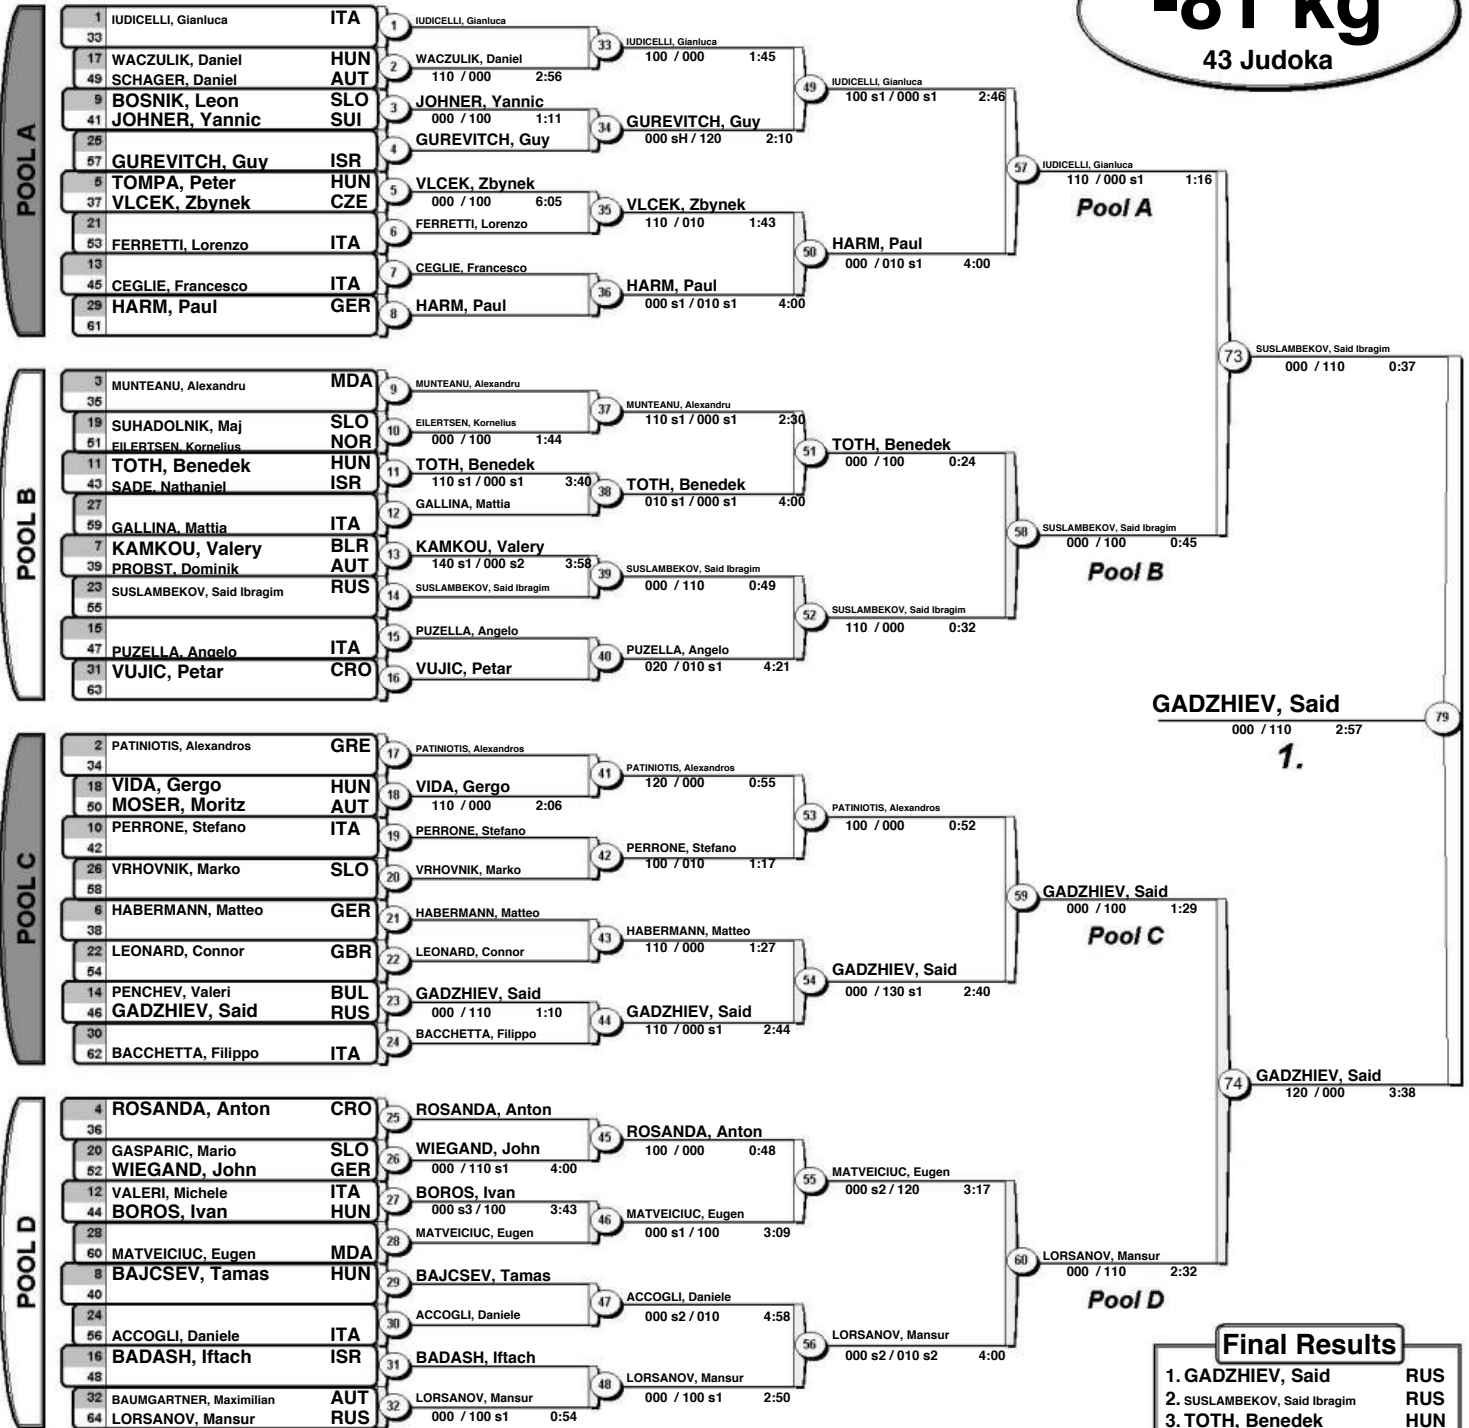 -81 kg
43 Judoka
POOL A
1 IUDICELLI, Gianluca ITA
33
17 WACZULIK, Daniel HUN
49 SCHAGER, Daniel AUT
9 BOSNIK, Leon SLO
41 JOHNER, Yannic SUI
25
57 GUREVITCH, Guy ISR
5 TOMPA, Peter HUN
37 VLCEK, Zbynek CZE
21
53 FERRETTI, Lorenzo ITA
13
45 CEGLIE, Francesco ITA
29 HARM, Paul GER
61
1 IUDICELLI, Gianluca
2 WACZULIK, Daniel
110 / 000 2:56
3 JOHNER, Yannic
000 / 100 1:11
4 GUREVITCH, Guy
5 VLCEK, Zbynek
000 / 100 6:05
6 FERRETTI, Lorenzo
7 CEGLIE, Francesco
8 HARM, Paul
33 IUDICELLI, Gianluca
100 / 000 1:45
34 GUREVITCH, Guy
000 sH / 120 2:10
35 VLCEK, Zbynek
110 / 010 1:43
36 HARM, Paul
000 s1 / 010 s1 4:00
49 IUDICELLI, Gianluca
100 s1 / 000 s1 2:46
50 HARM, Paul
000 / 010 s1 4:00
57 IUDICELLI, Gianluca
110 / 000 s1 1:16
Pool A
POOL B
3 MUNTEANU, Alexandru MDA
35
19 SUHADOLNIK, Maj SLO
51 EILERTSEN, Kornelius NOR
11 TOTH, Benedek HUN
43 SADE, Nathaniel ISR
27
59 GALLINA, Mattia ITA
7 KAMKOU, Valery BLR
39 PROBST, Dominik AUT
23 SUSLAMBEKOV, Said Ibragim RUS
55
15
47 PUZELLA, Angelo ITA
31 VUJIC, Petar CRO
63
9 MUNTEANU, Alexandru
10 EILERTSEN, Kornelius
000 / 100 1:44
11 TOTH, Benedek
110 s1 / 000 s1 3:40
12 GALLINA, Mattia
13 KAMKOU, Valery
140 s1 / 000 s2 3:58
14 SUSLAMBEKOV, Said Ibragim
15 PUZELLA, Angelo
16 VUJIC, Petar
37 MUNTEANU, Alexandru
110 s1 / 000 s1 2:30
38 TOTH, Benedek
010 s1 / 000 s1 4:00
39 SUSLAMBEKOV, Said Ibragim
000 / 110 0:49
40 PUZELLA, Angelo
020 / 010 s1 4:21
51 TOTH, Benedek
000 / 100 0:24
52 SUSLAMBEKOV, Said Ibragim
110 / 000 0:32
58 SUSLAMBEKOV, Said Ibragim
000 / 100 0:45
Pool B
73 SUSLAMBEKOV, Said Ibragim
000 / 110 0:37
GADZHIEV, Said 79
000 / 110 2:57
1.
POOL C
2 PATINIOTIS, Alexandros GRE
34
18 VIDA, Gergo HUN
50 MOSER, Moritz AUT
10 PERRONE, Stefano ITA
42
26 VRHOVNIK, Marko SLO
58
6 HABERMANN, Matteo GER
38
22 LEONARD, Connor GBR
54
14 PENCHEV, Valeri BUL
46 GADZHIEV, Said RUS
30
62 BACCHETTA, Filippo ITA
17 PATINIOTIS, Alexandros
18 VIDA, Gergo
110 / 000 2:06
19 PERRONE, Stefano
20 VRHOVNIK, Marko
21 HABERMANN, Matteo
22 LEONARD, Connor
23 GADZHIEV, Said
000 / 110 1:10
24 BACCHETTA, Filippo
41 PATINIOTIS, Alexandros
120 / 000 0:55
42 PERRONE, Stefano
100 / 010 1:17
43 HABERMANN, Matteo
110 / 000 1:27
44 GADZHIEV, Said
110 / 000 s1 2:44
53 PATINIOTIS, Alexandros
100 / 000 0:52
54 GADZHIEV, Said
000 / 130 s1 2:40
59 GADZHIEV, Said
000 / 100 1:29
Pool C
74 GADZHIEV, Said
120 / 000 3:38
POOL D
4 ROSANDA, Anton CRO
36
20 GASPARIC, Mario SLO
52 WIEGAND, John GER
12 VALERI, Michele ITA
44 BOROS, Ivan HUN
28
60 MATVEICIUC, Eugen MDA
8 BAJCSEV, Tamas HUN
40
24
56 ACCOGLI, Daniele ITA
16 BADASH, Iftach ISR
48
32 BAUMGARTNER, Maximilian AUT
64 LORSANOV, Mansur RUS
25 ROSANDA, Anton
26 WIEGAND, John
000 / 110 s1 4:00
27 BOROS, Ivan
000 s3 / 100 3:43
28 MATVEICIUC, Eugen
29 BAJCSEV, Tamas
30 ACCOGLI, Daniele
31 BADASH, Iftach
32 LORSANOV, Mansur
000 / 100 s1 0:54
45 ROSANDA, Anton
100 / 000 0:48
46 MATVEICIUC, Eugen
000 s1 / 100 3:09
47 ACCOGLI, Daniele
000 s2 / 010 4:58
48 LORSANOV, Mansur
000 / 100 s1 2:50
55 MATVEICIUC, Eugen
000 s2 / 120 3:17
56 LORSANOV, Mansur
000 s2 / 010 s2 4:00
60 LORSANOV, Mansur
000 / 110 2:32
Pool D
Final Results
1. GADZHIEV, Said RUS
2. SUSLAMBEKOV, Said Ibragim RUS
3. TOTH, Benedek HUN